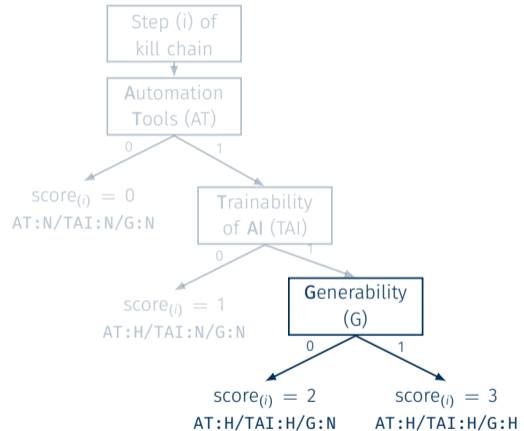 Step (i) of
kill chain
Automation
Tools (AT)
0
1
score(i) = 0
AT:N/TAI:N/G:N
Trainability
of AI (TAI)
0
1
score(i) = 1
AT:H/TAI:N/G:N
Generability
(G)
0
1
score(i) = 2
AT:H/TAI:H/G:N
score(i) = 3
AT:H/TAI:H/G:H